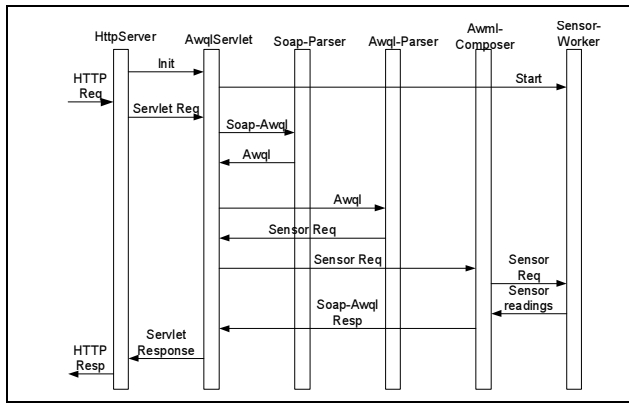 HttpServer
AwqlServlet
Soap-Parser
Awql-Parser
Awml-
Composer
Sensor-
Worker
Init
Start
HTTP
Req
Servlet Req
Soap-Awql
Awql
Awql
Sensor Req
Sensor Req
Sensor
Req
Sensor
readings
Soap-Awql
Resp
Servlet
Response
HTTP
Resp